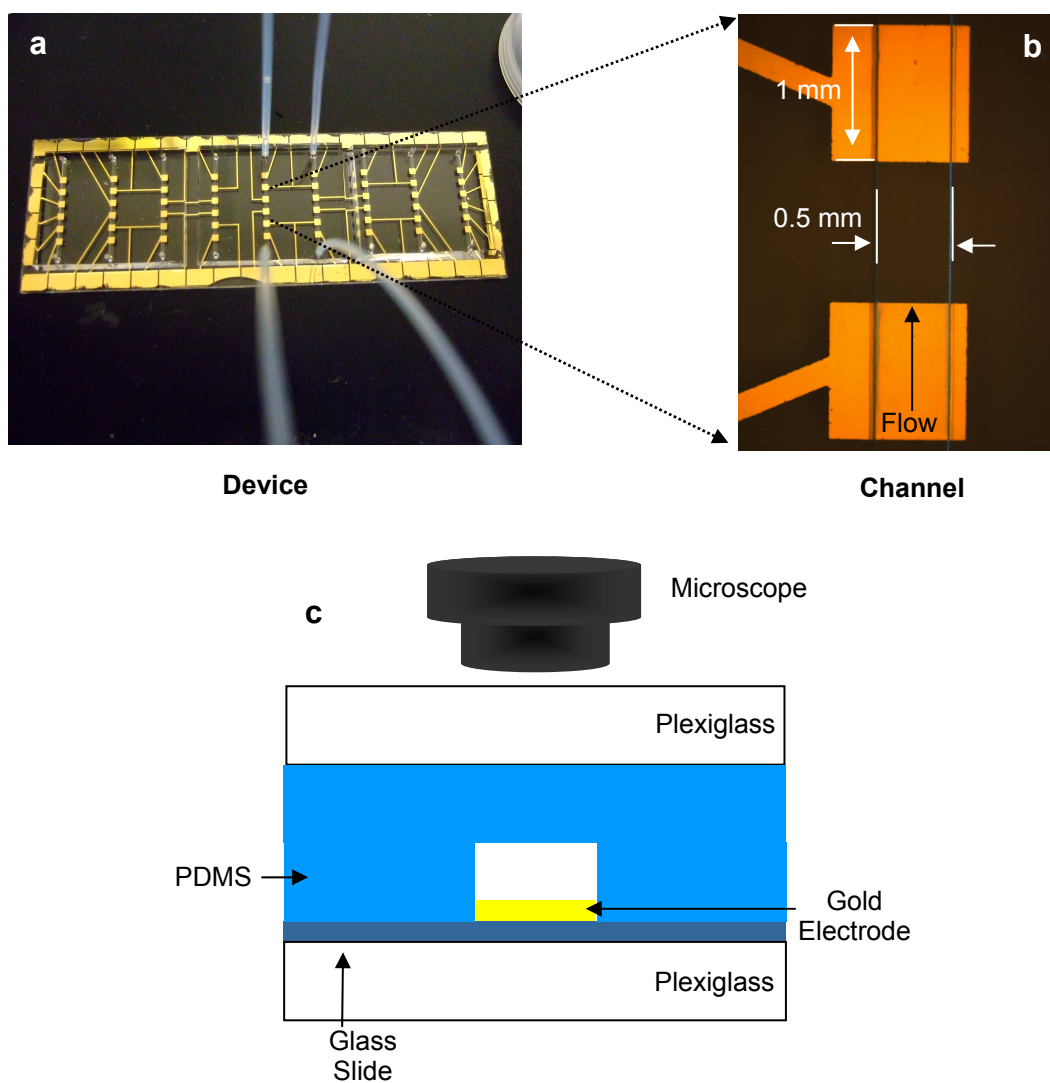 a
b
1 mm
0.5 mm
Flow
Device
Channel
c
Microscope
Plexiglass
PDMS
Gold
Electrode
Plexiglass
Glass
Slide